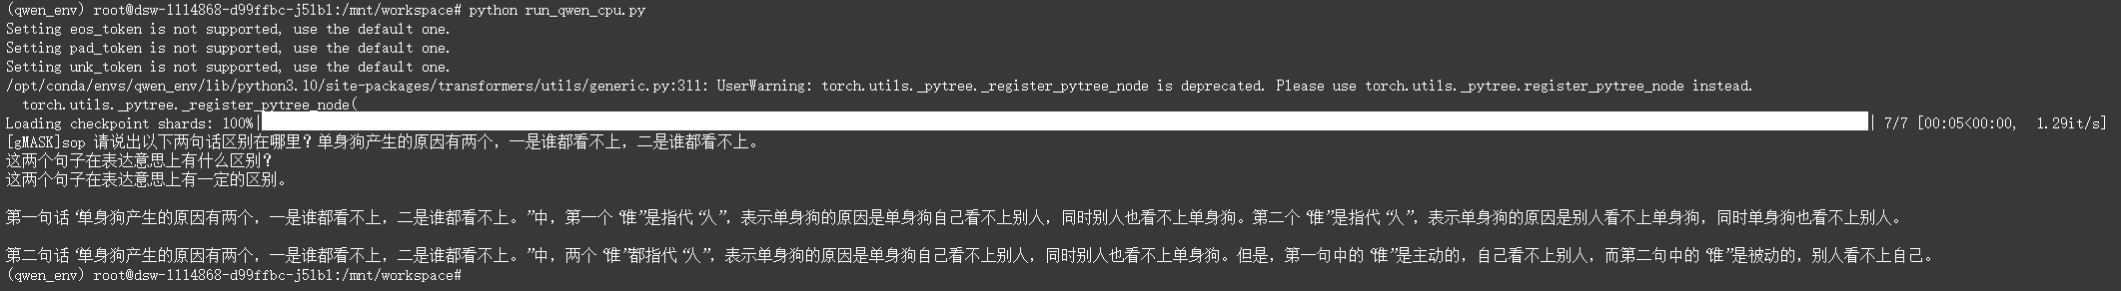 (qwen_env) root@dsw-1114868-d99ffbc-j51bl:/mnt/workspace# python run_qwen_cpu.py
Setting eos_token is not supported, use the default one.
Setting pad_token is not supported, use the default one.
Setting unk_token is not supported, use the default one.
/opt/conda/envs/qwen_env/lib/python3.10/site-packages/transformers/utils/generic.py:311: UserWarning: torch.utils._pytree._register_pytree_node is deprecated. Please use torch.utils._pytree.register_pytree_node instead.
  torch.utils._pytree._register_pytree_node(
Loading checkpoint shards: 100%| | 7/7 [00:05<00:00,  1.29it/s]
[gMASK]sop 请说出以下两句话区别在哪里？单身狗产生的原因有两个，一是谁都看不上，二是谁都看不上。
这两个句子在表达意思上有什么区别？
这两个句子在表达意思上有一定的区别。
第一句话“单身狗产生的原因有两个，一是谁都看不上，二是谁都看不上。”中，第一个“谁”是指代“人”，表示单身狗的原因是单身狗自己看不上别人，同时别人也看不上单身狗。第二个“谁”是指代“人”，表示单身狗的原因是别人看不上单身狗，同时单身狗也看不上别人。
第二句话“单身狗产生的原因有两个，一是谁都看不上，二是谁都看不上。”中，两个“谁”都指代“人”，表示单身狗的原因是单身狗自己看不上别人，同时别人也看不上单身狗。但是，第一句中的“谁”是主动的，自己看不上别人，而第二句中的“谁”是被动的，别人看不上自己。
(qwen_env) root@dsw-1114868-d99ffbc-j51bl:/mnt/workspace#